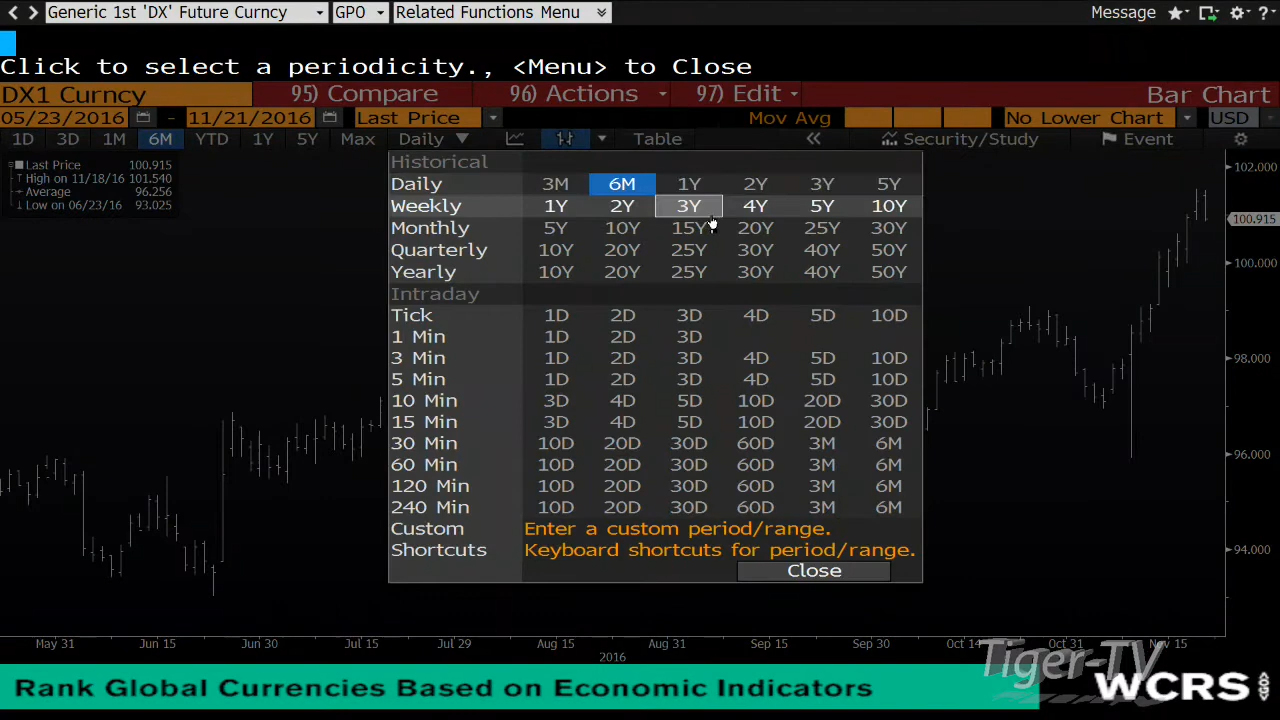 Generic 1st 'DX' Future Curncy GPO Related Functions Menu Message ?
Click to select a periodicity., <Menu> to Close
DX1 Curncy 95) Compare 96) Actions 97) Edit Bar Chart
05/23/2016 - 11/21/2016 Last Price Mov Avg No Lower Chart USD
1D 3D 1M 6M YTD 1Y 5Y Max Daily Table « Security/Study Event
Last Price 100.915
High on 11/18/16 101.540
Average 96.256
Low on 06/23/16 93.025
Historical
Daily 3M 6M 1Y 2Y 3Y 5Y
Weekly 1Y 2Y 3Y 4Y 5Y 10Y
Monthly 5Y 10Y 15Y 20Y 25Y 30Y
Quarterly 10Y 20Y 25Y 30Y 40Y 50Y
Yearly 10Y 20Y 25Y 30Y 40Y 50Y
Intraday
Tick 1D 2D 3D 4D 5D 10D
1 Min 1D 2D 3D
3 Min 1D 2D 3D 4D 5D 10D
5 Min 1D 2D 3D 4D 5D 10D
10 Min 3D 4D 5D 10D 20D 30D
15 Min 3D 4D 5D 10D 20D 30D
30 Min 10D 20D 30D 60D 3M 6M
60 Min 10D 20D 30D 60D 3M 6M
120 Min 10D 20D 30D 60D 3M 6M
240 Min 10D 20D 30D 60D 3M 6M
Custom Enter a custom period/range.
Shortcuts Keyboard shortcuts for period/range.
Close
102.000
100.915
100.000
98.000
96.000
94.000
May 31 Jun 15 Jun 30 Jul 15 Jul 29 Aug 15 Aug 31 Sep 15 Sep 30 Oct 14 Oct 31 Nov 15
2016
Tiger-TV
Rank Global Currencies Based on Economic Indicators
WCRS